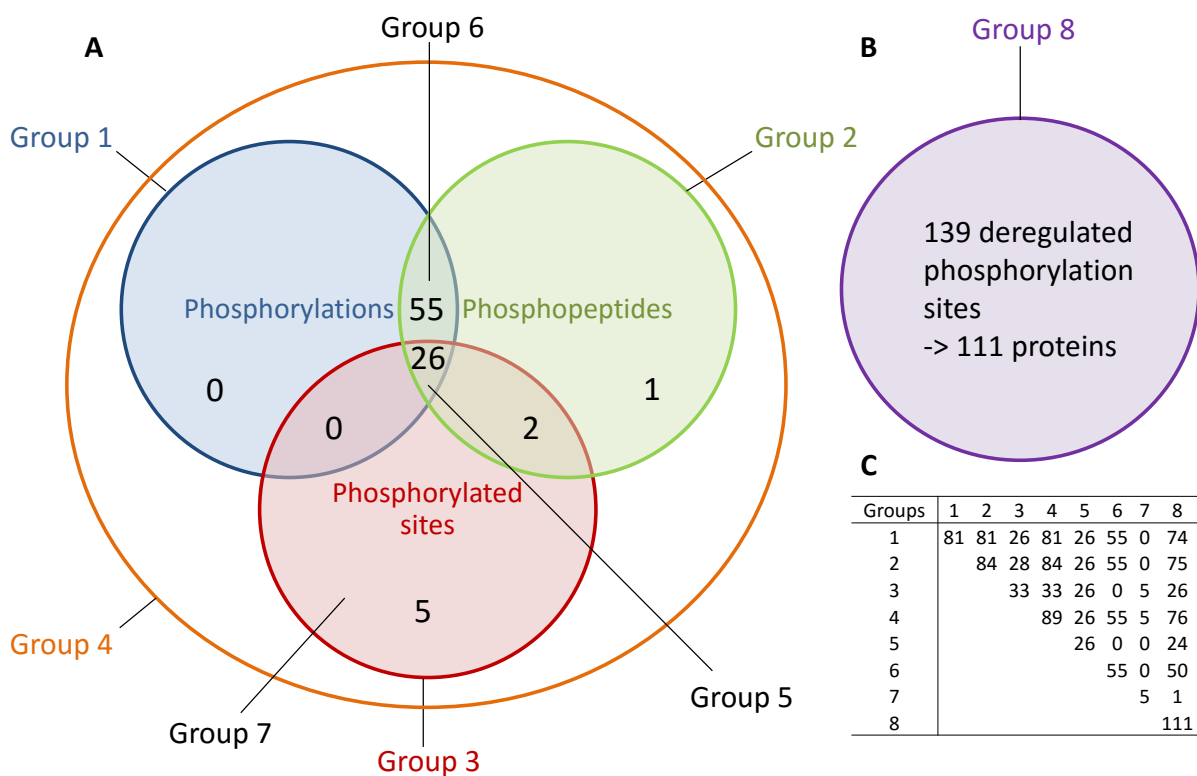 A
Group 6
B
Group 8
Group 1
Group 2
139 deregulated
phosphorylation
sites
-> 111 proteins
Phosphorylations
55
Phosphopeptides
26
0
1
0
2
Phosphorylated
sites
5
Group 4
Group 7
Group 3
Group 5
C
Groups 1 2 3 4 5 6 7 8
1 81 81 26 81 26 55 0 74
2 84 28 84 26 55 0 75
3 33 33 26 0 5 26
4 89 26 55 5 76
5 26 0 0 24
6 55 0 50
7 5 1
8 111